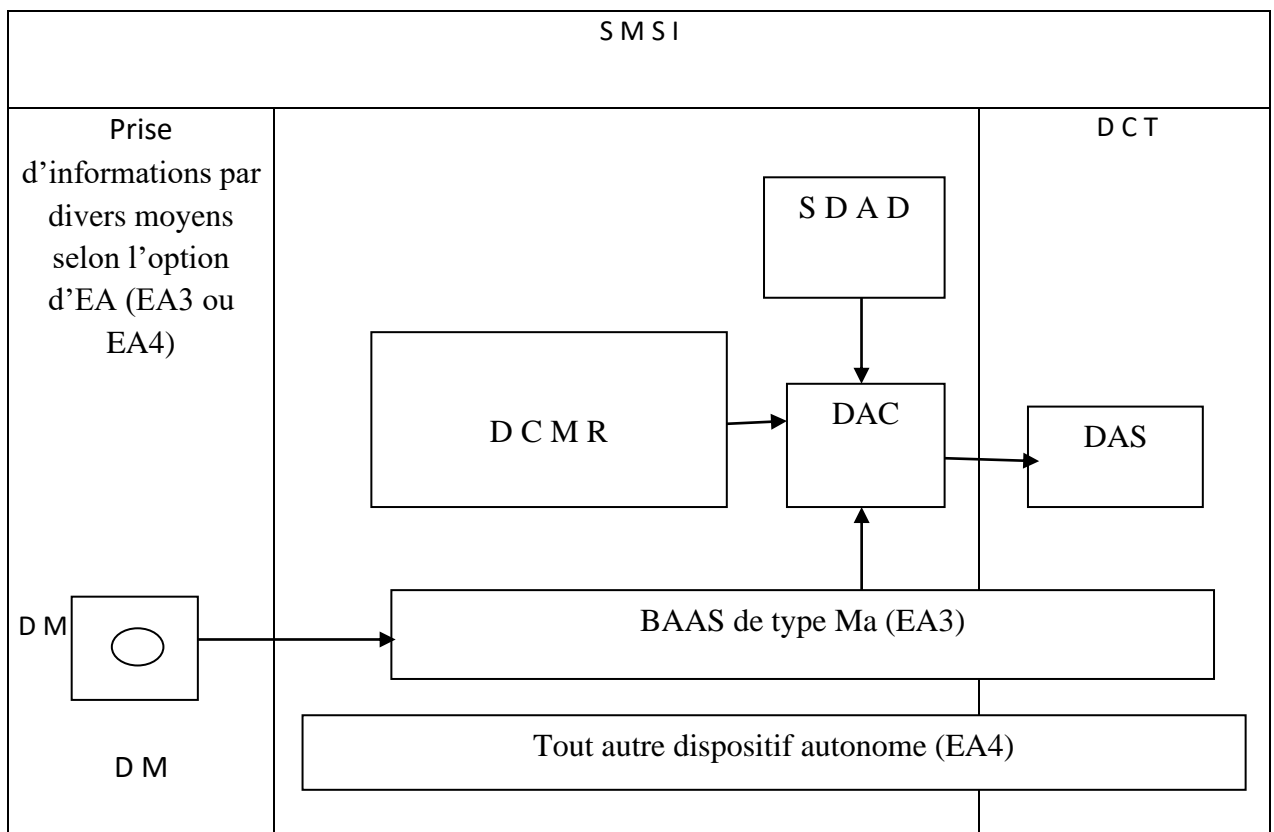 S M S I
Prise
d’informations par
divers moyens
selon l’option
d’EA (EA3 ou
EA4)
D C T
S D A D
D C M R
DAC
DAS
D M
BAAS de type Ma (EA3)
Tout autre dispositif autonome (EA4)
D M